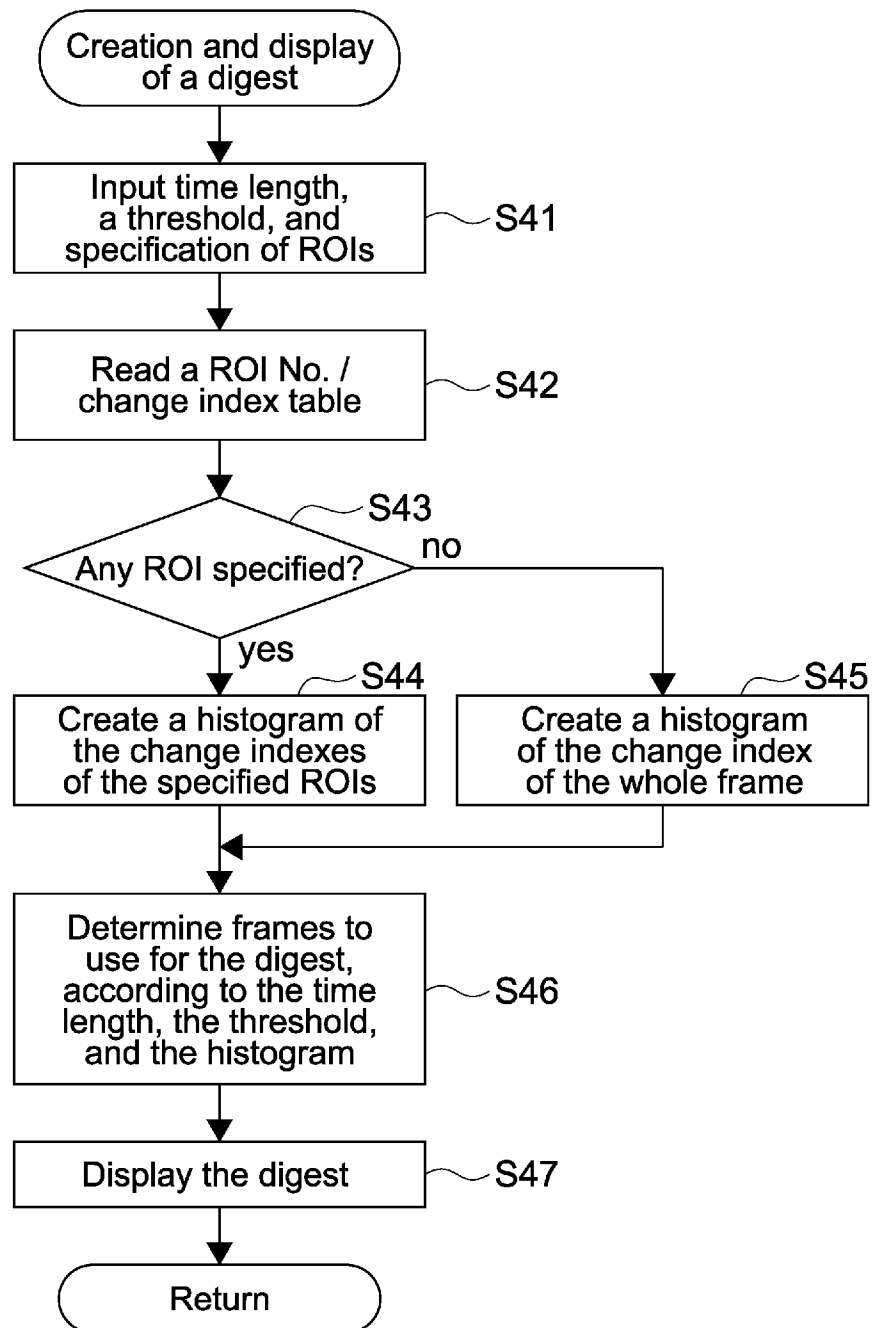 Creation and display
of a digest
Input time length,
a threshold, and
specification of ROIs
S41
Read a ROI No. /
change index table
S42
S43
Any ROI specified?
no
yes
S44
Create a histogram of
the change indexes
of the specified ROIs
S45
Create a histogram
of the change index
of the whole frame
Determine frames to
use for the digest,
according to the time
length, the threshold,
and the histogram
S46
Display the digest
S47
Return